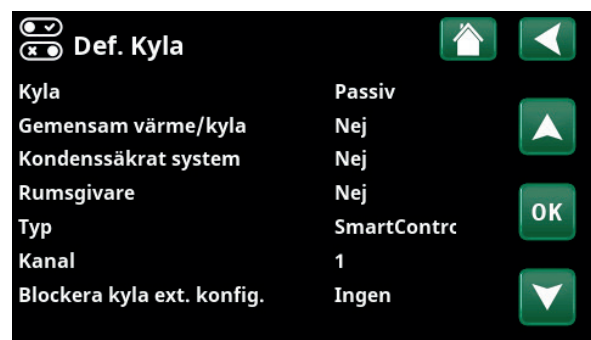 Def. Kyla
Kyla Passiv
Gemensam värme/kyla Nej
Kondenssäkrat system Nej
Rumsgivare Nej
Typ SmartContrc
Kanal 1
OK
Blockera kyla ext. konfig. Ingen